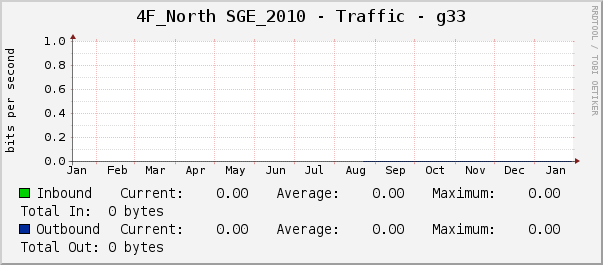 4F_North SGE_2010 - Traffic - g33
RRDTOOL / TOBI OETIKER
bits per second
1.0
0.8
0.6
0.4
0.2
0.0
Jan Feb Mar Apr May Jun Jul Aug Sep Oct Nov Dec Jan
Inbound Current: 0.00 Average: 0.00 Maximum: 0.00
Total In: 0 bytes
Outbound Current: 0.00 Average: 0.00 Maximum: 0.00
Total Out: 0 bytes